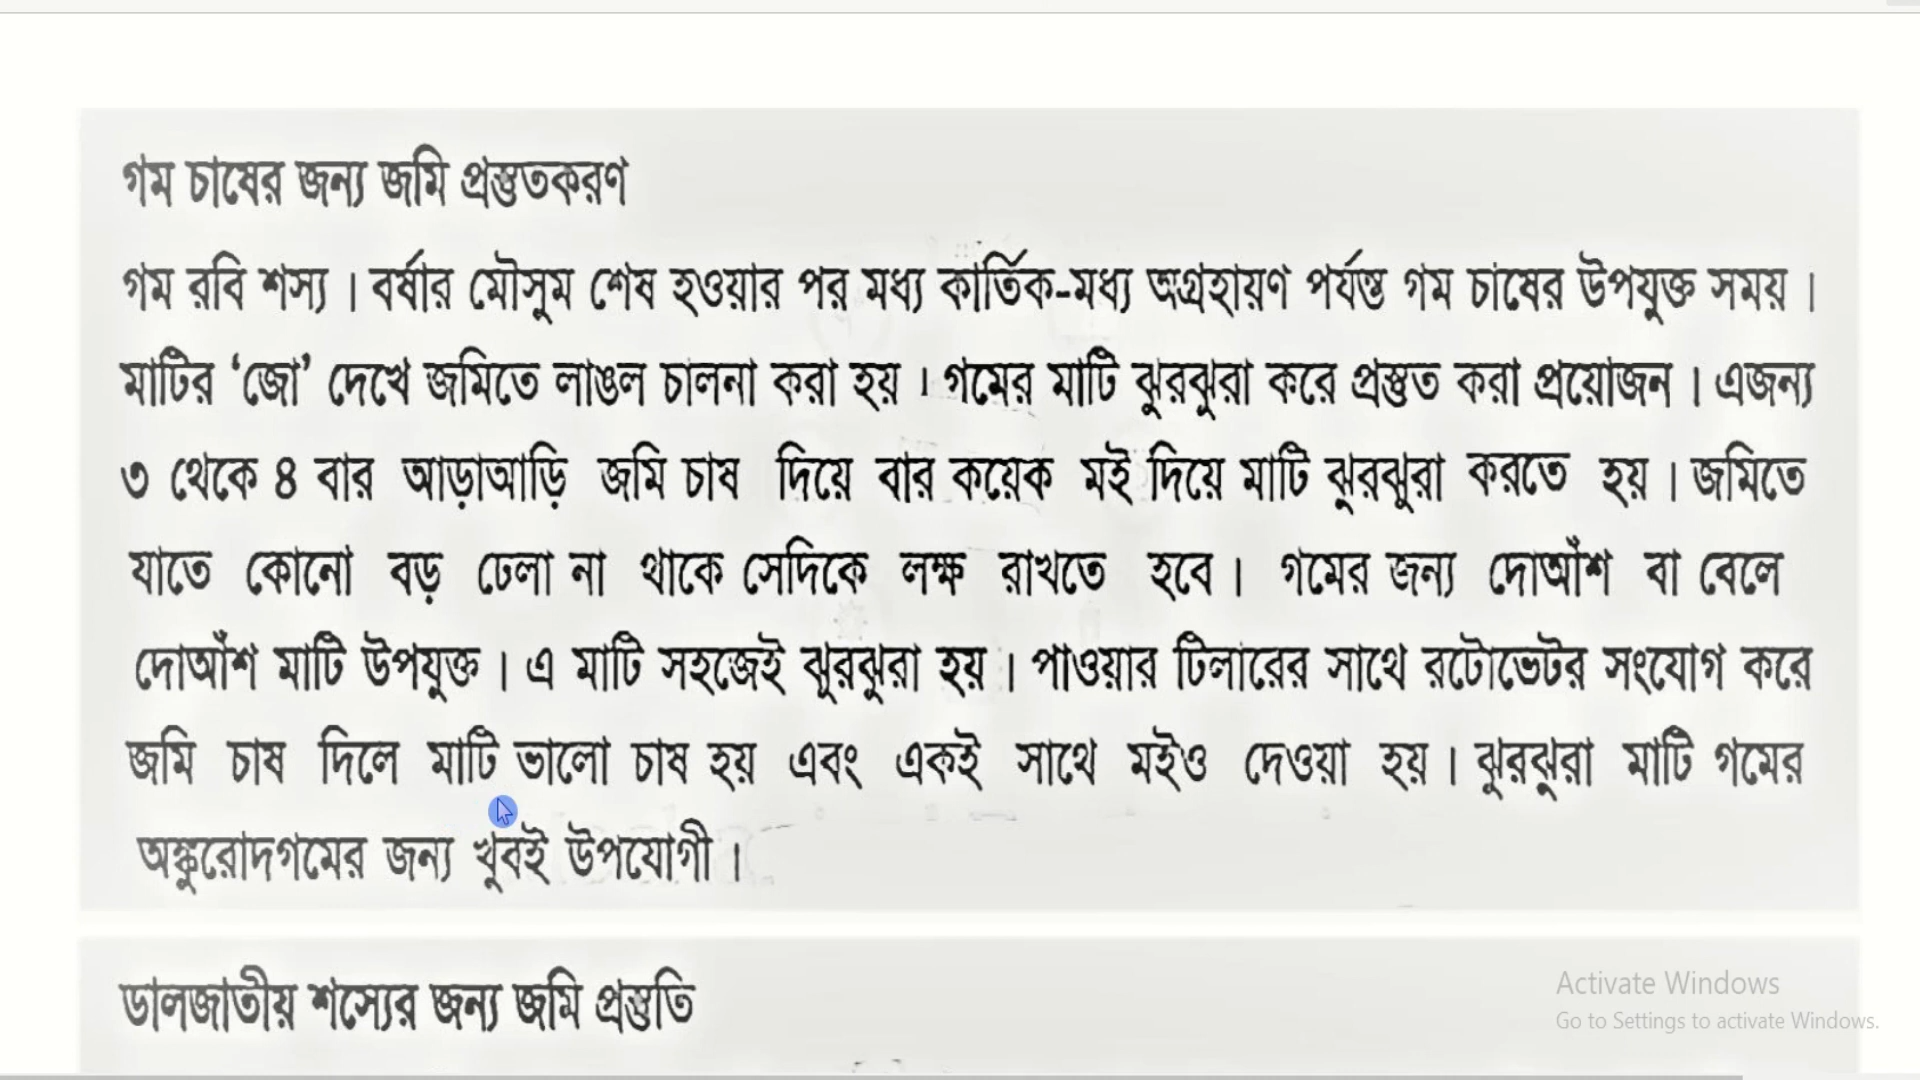 গম চাষের জন্য জমি প্রস্তুতকরণ
গম রবি শস্য। বর্ষার মৌসুম শেষ হওয়ার পর মধ্য কার্তিক-মধ্য অগ্রহায়ণ পর্যন্ত গম চাষের উপযুক্ত সময়।
মাটির ‘জো’ দেখে জমিতে লাঙল চালনা করা হয়। গমের মাটি ঝুরঝুরা করে প্রস্তুত করা প্রয়োজন। এজন্য
৩ থেকে ৪ বার আড়াআড়ি জমি চাষ দিয়ে বার কয়েক মই দিয়ে মাটি ঝুরঝুরা করতে হয়। জমিতে
যাতে কোনো বড় ঢেলা না থাকে সেদিকে লক্ষ রাখতে হবে। গমের জন্য দোআঁশ বা বেলে
দোআঁশ মাটি উপযুক্ত। এ মাটি সহজেই ঝুরঝুরা হয়। পাওয়ার টিলারের সাথে রটোভেটর সংযোগ করে
জমি চাষ দিলে মাটি ভালো চাষ হয় এবং একই সাথে মইও দেওয়া হয়। ঝুরঝুরা মাটি গমের
অঙ্কুরোদগমের জন্য খুবই উপযোগী।
ডালজাতীয় শস্যের জন্য জমি প্রস্তুতি
Activate Windows
Go to Settings to activate Windows.